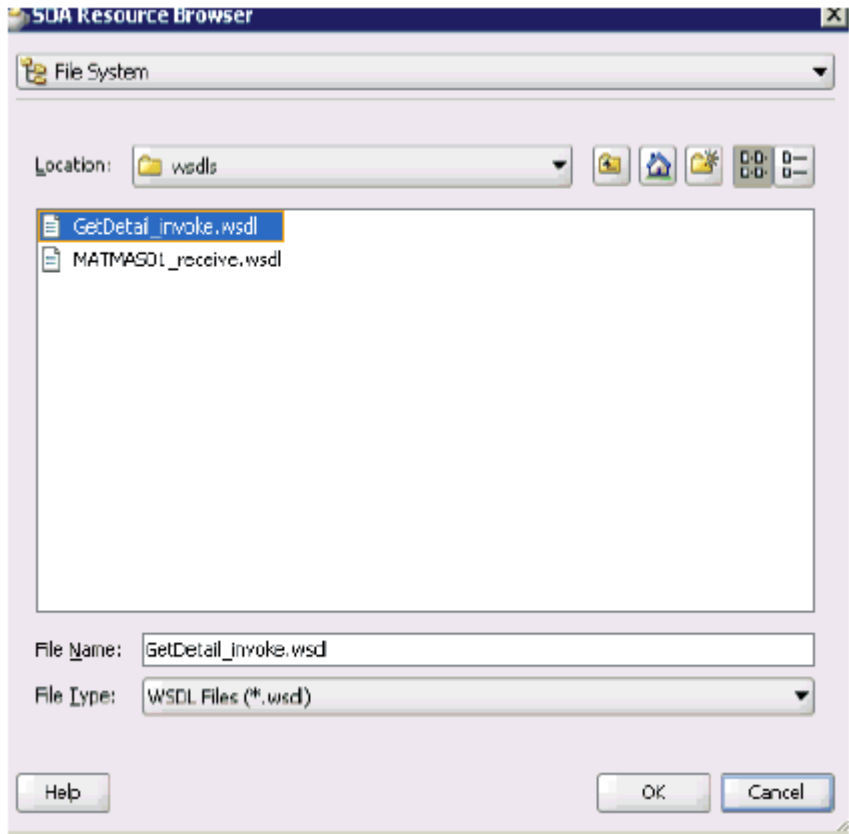 SOA Resource Browser
File System
Location: wsdls
GetDetail_invoke.wsdl
MATMAS01_receive.wsdl
File Name: GetDetail_invoke.wsdl
File Type: WSDL Files (*.wsdl)
Help OK Cancel